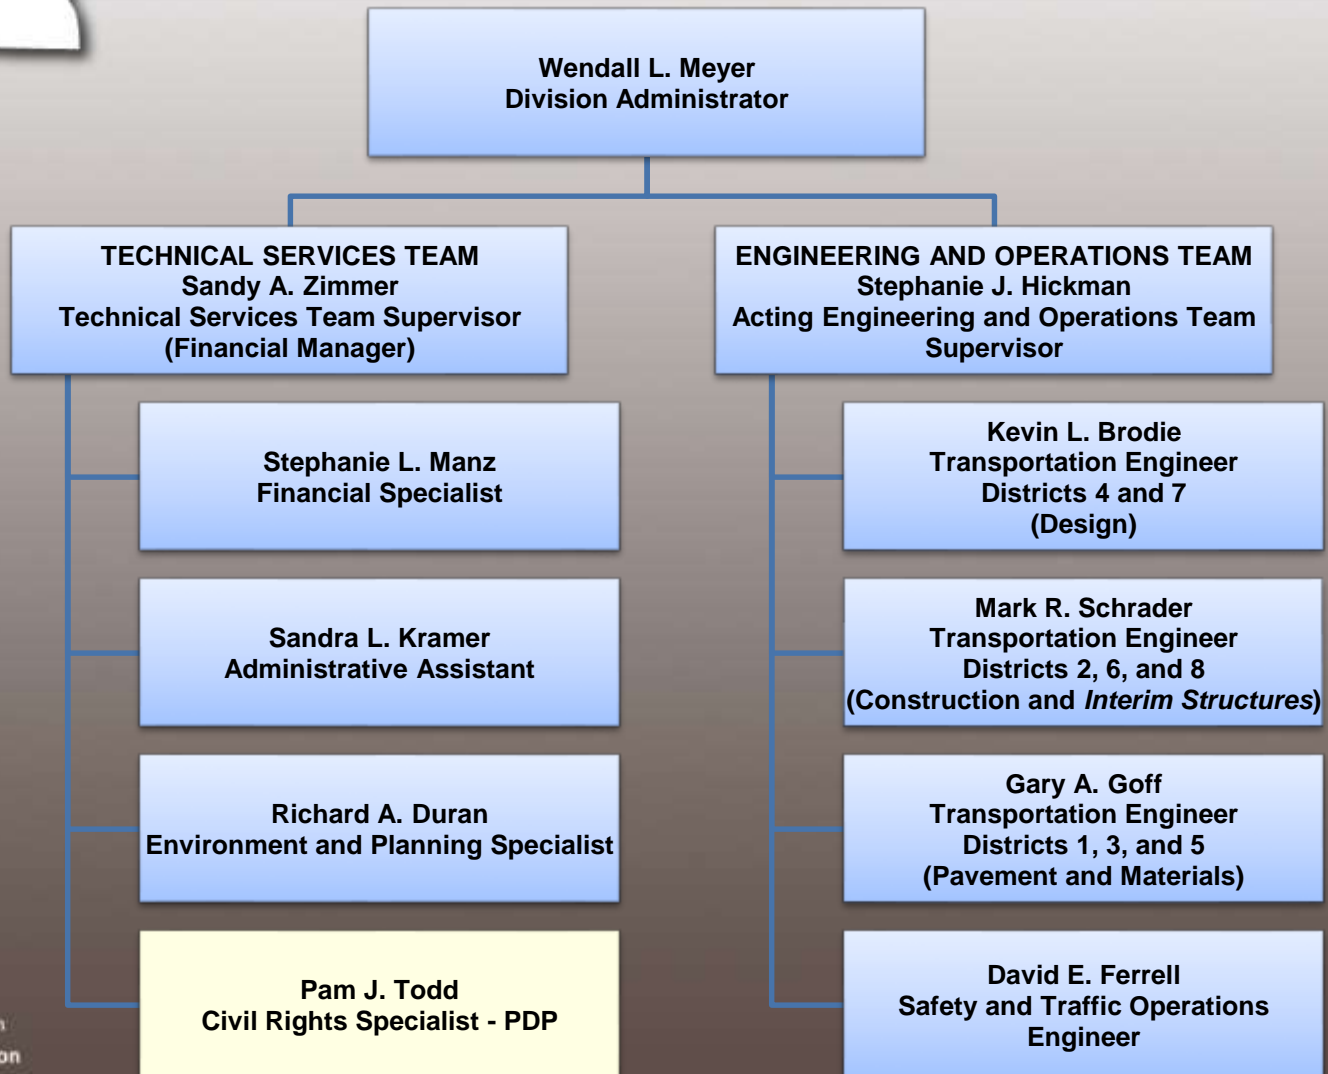 Wendall L. Meyer
Division Administrator
TECHNICAL SERVICES TEAM
Sandy A. Zimmer
Technical Services Team Supervisor
(Financial Manager)
ENGINEERING AND OPERATIONS TEAM
Stephanie J. Hickman
Acting Engineering and Operations Team
Supervisor
Stephanie L. Manz
Financial Specialist
Sandra L. Kramer
Administrative Assistant
Richard A. Duran
Environment and Planning Specialist
Pam J. Todd
Civil Rights Specialist - PDP
Kevin L. Brodie
Transportation Engineer
Districts 4 and 7
(Design)
Mark R. Schrader
Transportation Engineer
Districts 2, 6, and 8
(Construction and Interim Structures)
Gary A. Goff
Transportation Engineer
Districts 1, 3, and 5
(Pavement and Materials)
David E. Ferrell
Safety and Traffic Operations
Engineer